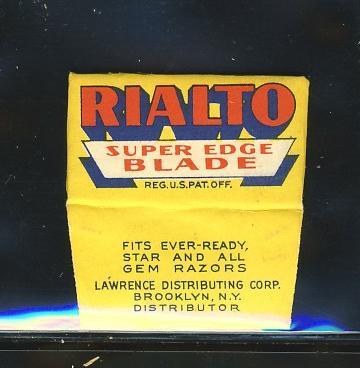 RIALTO
SUPER EDGE
BLADE
REG.U.S.PAT.OFF.
FITS EVER-READY,
STAR AND ALL
GEM RAZORS
LAWRENCE DISTRIBUTING CORP.
BROOKLYN, N.Y.
DISTRIBUTOR